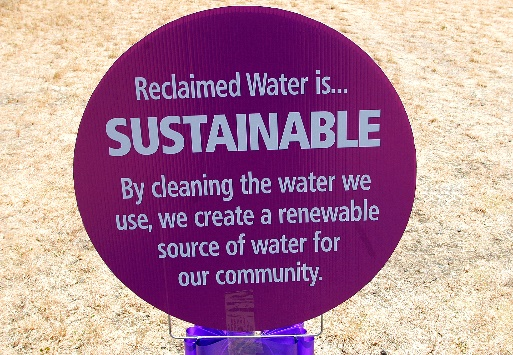 Reclaimed Water is...
SUSTAINABLE
By cleaning the water we
use, we create a renewable
source of water for
our community.